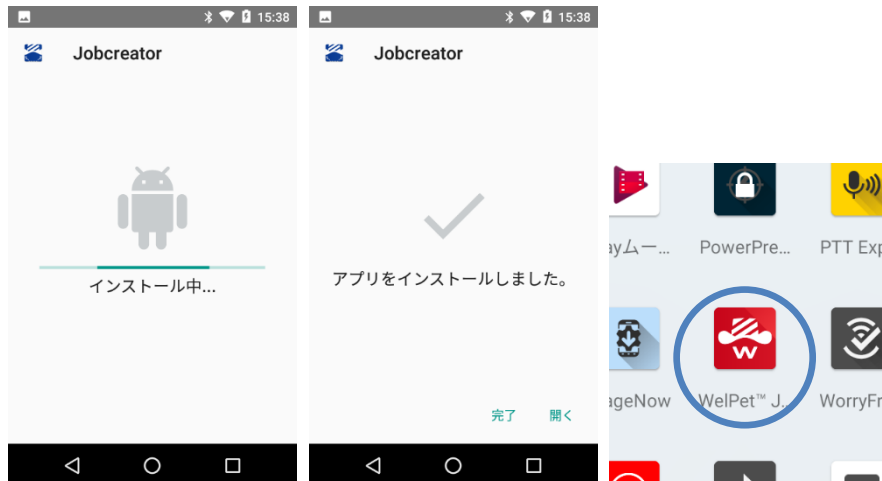 15:38
Jobcreator
インストール中...
15:38
Jobcreator
アプリをインストールしました。
完了 開く
ayムー...
PowerPre...
PTT Exp
ageNow
W
WelPet™ J...
WorryFr